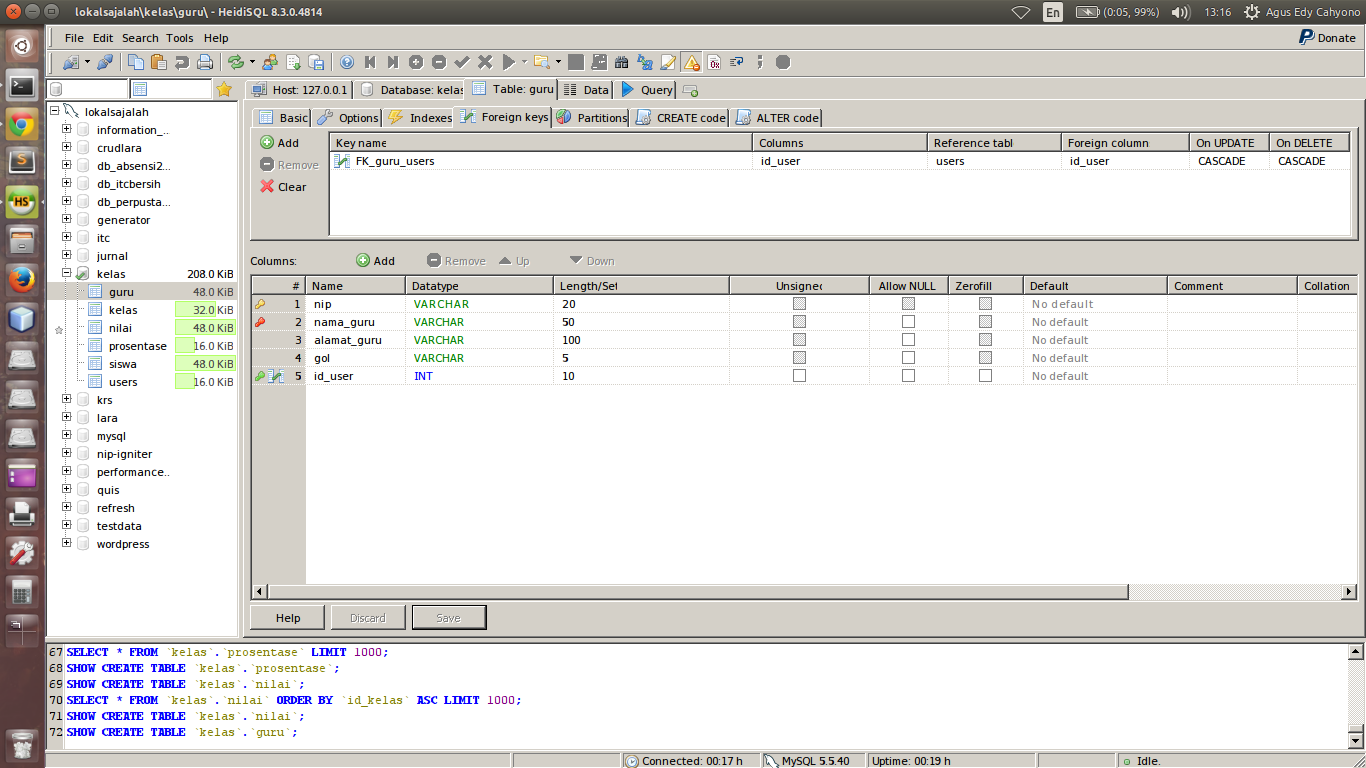 lokalsajalah\kelas\guru\ - HeidiSQL 8.3.0.4814
En (0:05, 99%) 13:16 Agus Edy Cahyono
File Edit Search Tools Help
Donate
Host: 127.0.0.1 Database: kelas Table: guru Data Query
lokalsajalah
information_...
crudlara
db_absensi2...
db_itcbersih
db_perpusta...
generator
itc
jurnal
kelas 208.0 KiB
guru 48.0 KiB
kelas 32.0 KiB
nilai 48.0 KiB
prosentase 16.0 KiB
siswa 48.0 KiB
users 16.0 KiB
krs
lara
mysql
nip-igniter
performance...
quis
refresh
testdata
wordpress
Basic Options Indexes Foreign keys Partitions CREATE code ALTER code
Add
Remove
Clear
Key name Columns Reference tabl Foreign column On UPDATE On DELETE
FK_guru_users id_user users id_user CASCADE CASCADE
Columns: Add Remove Up Down
# Name Datatype Length/Set Unsigned Allow NULL Zerofill Default Comment Collation
1 nip VARCHAR 20 No default
2 nama_guru VARCHAR 50 No default
3 alamat_guru VARCHAR 100 No default
4 gol VARCHAR 5 No default
5 id_user INT 10 No default
Help Discard Save
67 SELECT * FROM `kelas`.`prosentase` LIMIT 1000;
68 SHOW CREATE TABLE `kelas`.`prosentase`;
69 SHOW CREATE TABLE `kelas`.`nilai`;
70 SELECT * FROM `kelas`.`nilai` ORDER BY `id_kelas` ASC LIMIT 1000;
71 SHOW CREATE TABLE `kelas`.`nilai`;
72 SHOW CREATE TABLE `kelas`.`guru`;
Connected: 00:17 h MySQL 5.5.40 Uptime: 00:19 h Idle.